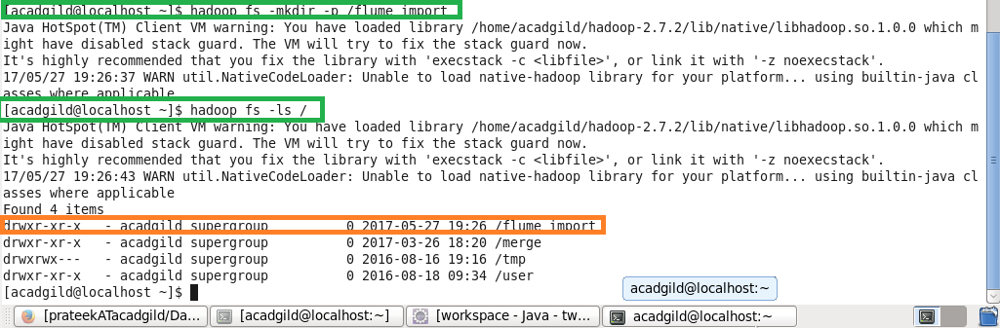 [acadgild@localhost ~]$ hadoop fs -mkdir -p /flume_import
Java HotSpot(TM) Client VM warning: You have loaded library /home/acadgild/hadoop-2.7.2/lib/native/libhadoop.so.1.0.0 which m
ight have disabled stack guard. The VM will try to fix the stack guard now.
It's highly recommended that you fix the library with 'execstack -c <libfile>', or link it with '-z noexecstack'.
17/05/27 19:26:37 WARN util.NativeCodeLoader: Unable to load native-hadoop library for your platform... using builtin-java cl
asses where applicable
[acadgild@localhost ~]$ hadoop fs -ls /
Java HotSpot(TM) Client VM warning: You have loaded library /home/acadgild/hadoop-2.7.2/lib/native/libhadoop.so.1.0.0 which m
ight have disabled stack guard. The VM will try to fix the stack guard now.
It's highly recommended that you fix the library with 'execstack -c <libfile>', or link it with '-z noexecstack'.
17/05/27 19:26:43 WARN util.NativeCodeLoader: Unable to load native-hadoop library for your platform... using builtin-java cl
asses where applicable
Found 4 items
drwxr-xr-x   - acadgild supergroup          0 2017-05-27 19:26 /flume_import
drwxr-xr-x   - acadgild supergroup          0 2017-03-26 18:20 /merge
drwxrwx---   - acadgild supergroup          0 2016-08-16 19:16 /tmp
drwxr-xr-x   - acadgild supergroup          0 2016-08-18 09:34 /user
[acadgild@localhost ~]$
acadgild@localhost:~
[prateekATacadgild/Da... [acadgild@localhost:~] [workspace - Java - tw... acadgild@localhost:~